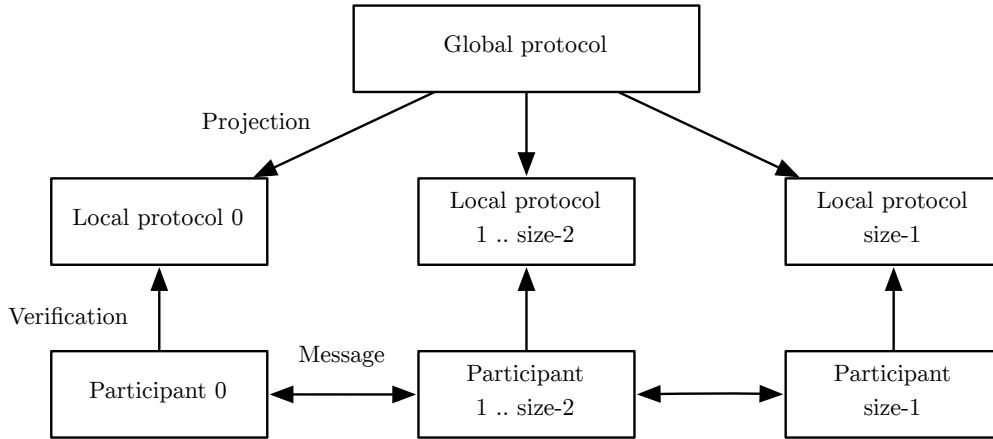 Global protocol
Projection
Local protocol 0
Local protocol
1 .. size-2
Local protocol
size-1
Verification
Message
Participant 0
Participant
1 .. size-2
Participant
size-1